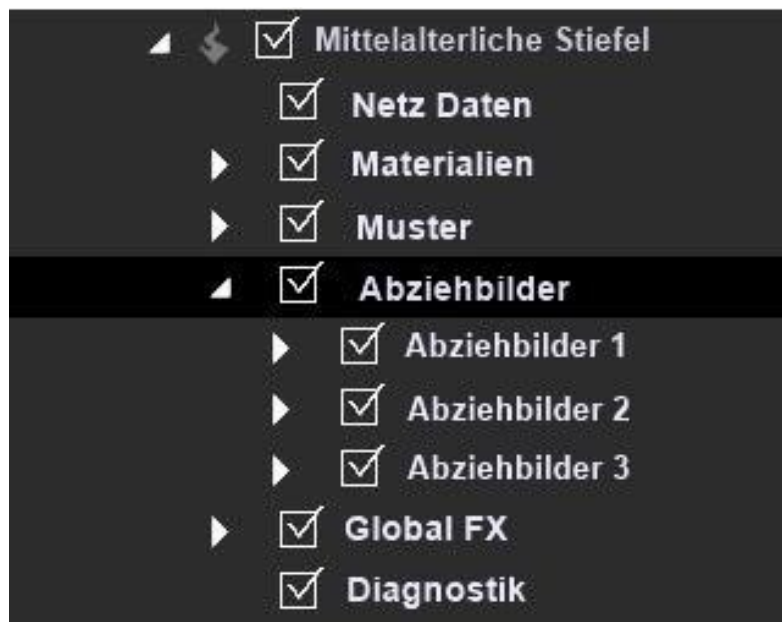 Mittelalterliche Stiefel
Netz Daten
Materialien
Muster
Abziehbilder
Abziehbilder 1
Abziehbilder 2
Abziehbilder 3
Global FX
Diagnostik